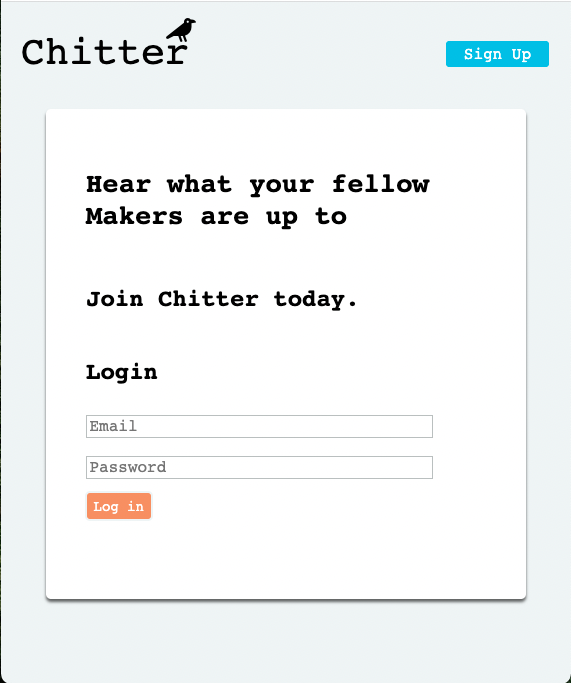 Chitter
Sign Up
Hear what your fellow
Makers are up to
Join Chitter today.
Login
Email
Password
Log in